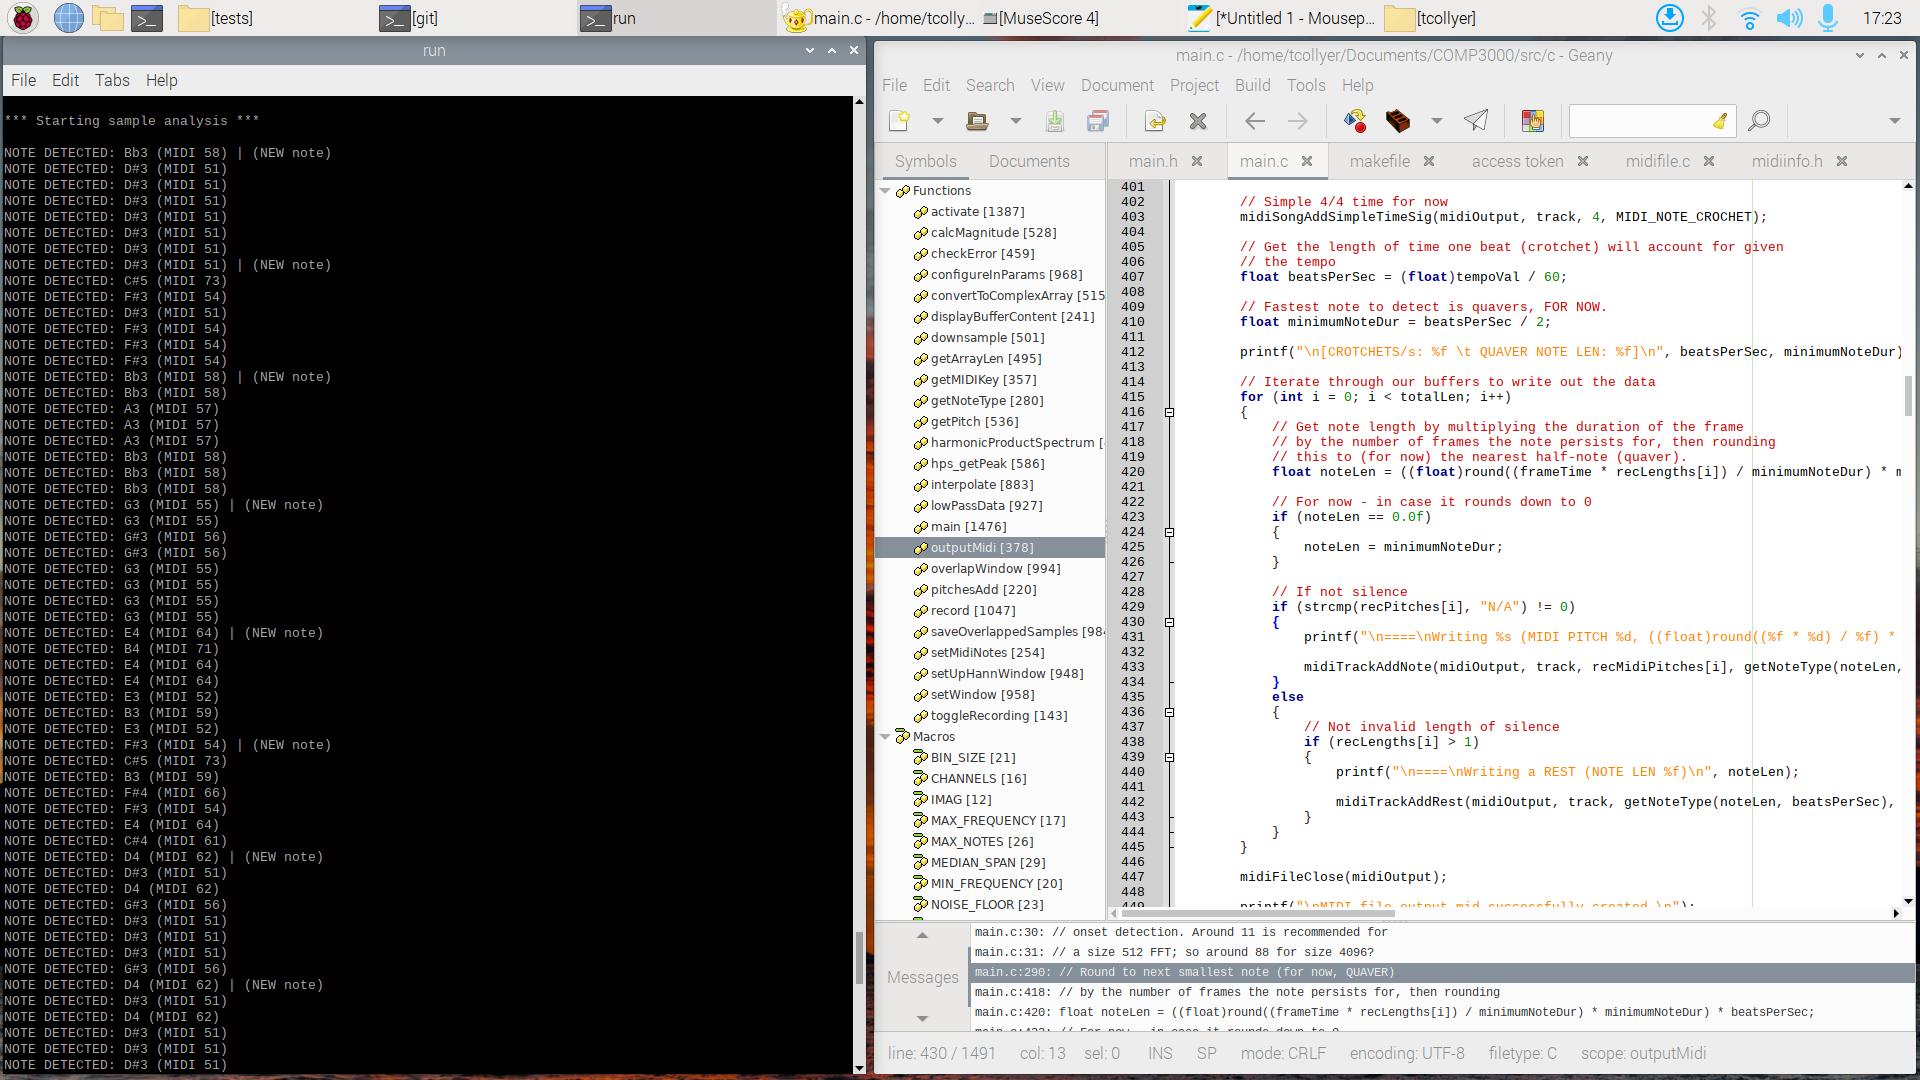 [tests]
[git]
run
main.c - /home/tcolly...
[MuseScore 4]
[*Untitled 1 - Mousep...
[tcollyer]
17:23
run
File Edit Tabs Help
*** Starting sample analysis ***
NOTE DETECTED: Bb3 (MIDI 58) | (NEW note)
NOTE DETECTED: D#3 (MIDI 51)
NOTE DETECTED: D#3 (MIDI 51)
NOTE DETECTED: D#3 (MIDI 51)
NOTE DETECTED: D#3 (MIDI 51)
NOTE DETECTED: D#3 (MIDI 51)
NOTE DETECTED: D#3 (MIDI 51)
NOTE DETECTED: D#3 (MIDI 51) | (NEW note)
NOTE DETECTED: C#5 (MIDI 73)
NOTE DETECTED: F#3 (MIDI 54)
NOTE DETECTED: D#3 (MIDI 51)
NOTE DETECTED: F#3 (MIDI 54)
NOTE DETECTED: F#3 (MIDI 54)
NOTE DETECTED: F#3 (MIDI 54)
NOTE DETECTED: Bb3 (MIDI 58) | (NEW note)
NOTE DETECTED: Bb3 (MIDI 58)
NOTE DETECTED: A3 (MIDI 57)
NOTE DETECTED: A3 (MIDI 57)
NOTE DETECTED: A3 (MIDI 57)
NOTE DETECTED: Bb3 (MIDI 58)
NOTE DETECTED: Bb3 (MIDI 58)
NOTE DETECTED: Bb3 (MIDI 58)
NOTE DETECTED: G3 (MIDI 55) | (NEW note)
NOTE DETECTED: G3 (MIDI 55)
NOTE DETECTED: G#3 (MIDI 56)
NOTE DETECTED: G#3 (MIDI 56)
NOTE DETECTED: G3 (MIDI 55)
NOTE DETECTED: G3 (MIDI 55)
NOTE DETECTED: G3 (MIDI 55)
NOTE DETECTED: G3 (MIDI 55)
NOTE DETECTED: E4 (MIDI 64) | (NEW note)
NOTE DETECTED: B4 (MIDI 71)
NOTE DETECTED: E4 (MIDI 64)
NOTE DETECTED: E4 (MIDI 64)
NOTE DETECTED: E3 (MIDI 52)
NOTE DETECTED: B3 (MIDI 59)
NOTE DETECTED: E3 (MIDI 52)
NOTE DETECTED: F#3 (MIDI 54) | (NEW note)
NOTE DETECTED: C#5 (MIDI 73)
NOTE DETECTED: B3 (MIDI 59)
NOTE DETECTED: F#4 (MIDI 66)
NOTE DETECTED: F#3 (MIDI 54)
NOTE DETECTED: E4 (MIDI 64)
NOTE DETECTED: C#4 (MIDI 61)
NOTE DETECTED: D4 (MIDI 62) | (NEW note)
NOTE DETECTED: D#3 (MIDI 51)
NOTE DETECTED: D4 (MIDI 62)
NOTE DETECTED: G#3 (MIDI 56)
NOTE DETECTED: D#3 (MIDI 51)
NOTE DETECTED: D#3 (MIDI 51)
NOTE DETECTED: D#3 (MIDI 51)
NOTE DETECTED: G#3 (MIDI 56)
NOTE DETECTED: D4 (MIDI 62) | (NEW note)
NOTE DETECTED: D#3 (MIDI 51)
NOTE DETECTED: D4 (MIDI 62)
NOTE DETECTED: D#3 (MIDI 51)
NOTE DETECTED: D#3 (MIDI 51)
NOTE DETECTED: D#3 (MIDI 51)
main.c - /home/tcollyer/Documents/COMP3000/src/c - Geany
File Edit Search View Document Project Build Tools Help
Symbols Documents
Functions
activate [1387]
calcMagnitude [528]
checkError [459]
configureInParams [968]
convertToComplexArray [515
displayBufferContent [241]
downsample [501]
getArrayLen [495]
getMIDIKey [357]
getNoteType [280]
getPitch [536]
harmonicProductSpectrum [
hps_getPeak [586]
interpolate [883]
lowPassData [927]
main [1476]
outputMidi [378]
overlapWindow [994]
pitchesAdd [220]
record [1047]
saveOverlappedSamples [984
setMidiNotes [254]
setUpHannWindow [948]
setWindow [958]
toggleRecording [143]
Macros
BIN_SIZE [21]
CHANNELS [16]
IMAG [12]
MAX_FREQUENCY [17]
MAX_NOTES [26]
MEDIAN_SPAN [29]
MIN_FREQUENCY [20]
NOISE_FLOOR [23]
main.h main.c makefile access token midifile.c midiinfo.h
401
402 // Simple 4/4 time for now
403 midiSongAddSimpleTimeSig(midiOutput, track, 4, MIDI_NOTE_CROCHET);
404
405 // Get the length of time one beat (crotchet) will account for given
406 // the tempo
407 float beatsPerSec = (float)tempoVal / 60;
408
409 // Fastest note to detect is quavers, FOR NOW.
410 float minimumNoteDur = beatsPerSec / 2;
411
412 printf("\n[CROTCHETS/s: %f \t QUAVER NOTE LEN: %f]\n", beatsPerSec, minimumNoteDur)
413
414 // Iterate through our buffers to write out the data
415 for (int i = 0; i < totalLen; i++)
416 {
417 // Get note length by multiplying the duration of the frame
418 // by the number of frames the note persists for, then rounding
419 // this to (for now) the nearest half-note (quaver).
420 float noteLen = ((float)round((frameTime * recLengths[i]) / minimumNoteDur) * m
421
422 // For now - in case it rounds down to 0
423 if (noteLen == 0.0f)
424 {
425 noteLen = minimumNoteDur;
426 }
427
428 // If not silence
429 if (strcmp(recPitches[i], "N/A") != 0)
430 {
431 printf("\n====\nWriting %s (MIDI PITCH %d, ((float)round((%f * %d) / %f) *
432
433 midiTrackAddNote(midiOutput, track, recMidiPitches[i], getNoteType(noteLen,
434 }
435 else
436 {
437 // Not invalid length of silence
438 if (recLengths[i] > 1)
439 {
440 printf("\n====\nWriting a REST (NOTE LEN %f)\n", noteLen);
441
442 midiTrackAddRest(midiOutput, track, getNoteType(noteLen, beatsPerSec),
443 }
444 }
445 }
446
447 midiFileClose(midiOutput);
448
449 printf("\nMIDI file output.mid successfully created.\n");
Messages
main.c:30: // onset detection. Around 11 is recommended for
main.c:31: // a size 512 FFT; so around 88 for size 4096?
main.c:290: // Round to next smallest note (for now, QUAVER)
main.c:418: // by the number of frames the note persists for, then rounding
main.c:420: float noteLen = ((float)round((frameTime * recLengths[i]) / minimumNoteDur) * minimumNoteDur) * beatsPerSec;
main.c:422: // For now - in case it rounds down to 0
line: 430 / 1491 col: 13 sel: 0 INS SP mode: CRLF encoding: UTF-8 filetype: C scope: outputMidi